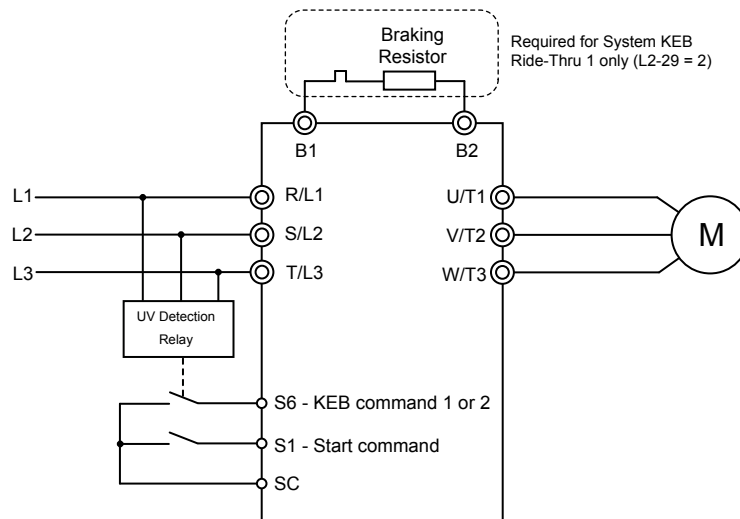 Braking
Resistor
Required for System KEB
Ride-Thru 1 only (L2-29 = 2)
B1
B2
L1
R/L1
U/T1
L2
S/L2
V/T2
M
L3
T/L3
W/T3
UV Detection
Relay
S6 - KEB command 1 or 2
S1 - Start command
SC